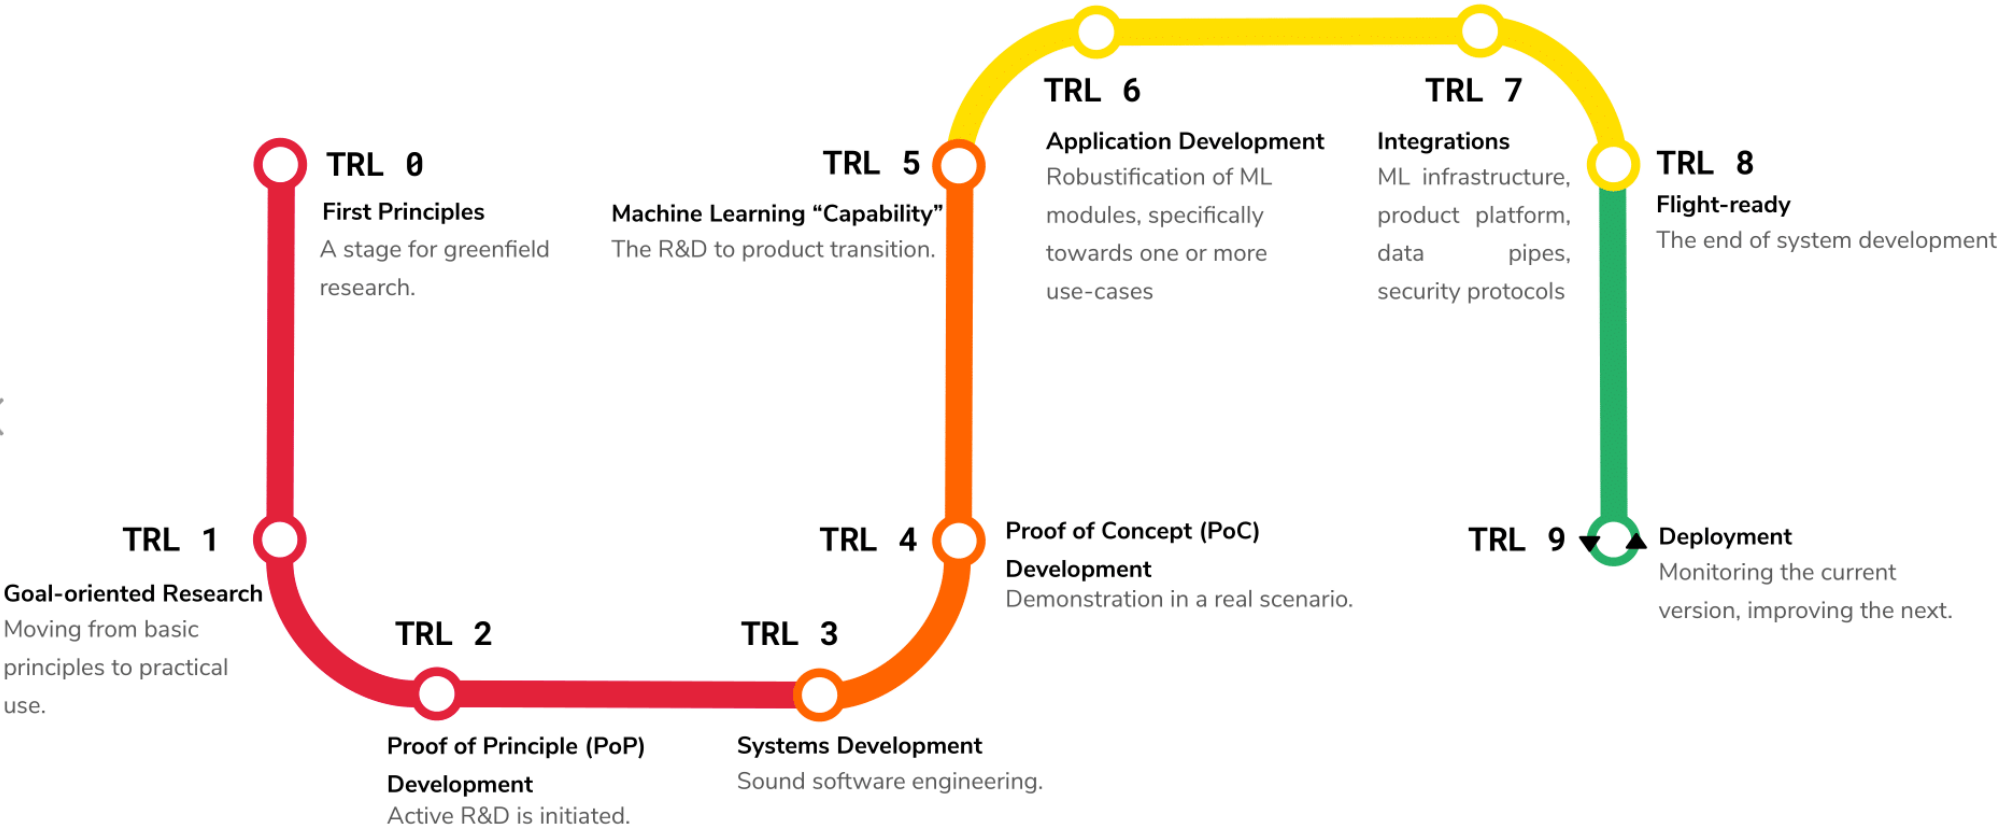 TRL 0
First Principles
A stage for greenfield
research.
TRL 1
Goal-oriented Research
Moving from basic
principles to practical
use.
TRL 2
Proof of Principle (PoP)
Development
Active R&D is initiated.
TRL 3
Systems Development
Sound software engineering.
TRL 4
Proof of Concept (PoC)
Development
Demonstration in a real scenario.
TRL 5
Machine Learning “Capability”
The R&D to product transition.
TRL 6
Application Development
Robustification of ML
modules, specifically
towards one or more
use-cases
TRL 7
Integrations
ML infrastructure,
product platform,
data pipes,
security protocols
TRL 8
Flight-ready
The end of system development
TRL 9
Deployment
Monitoring the current
version, improving the next.